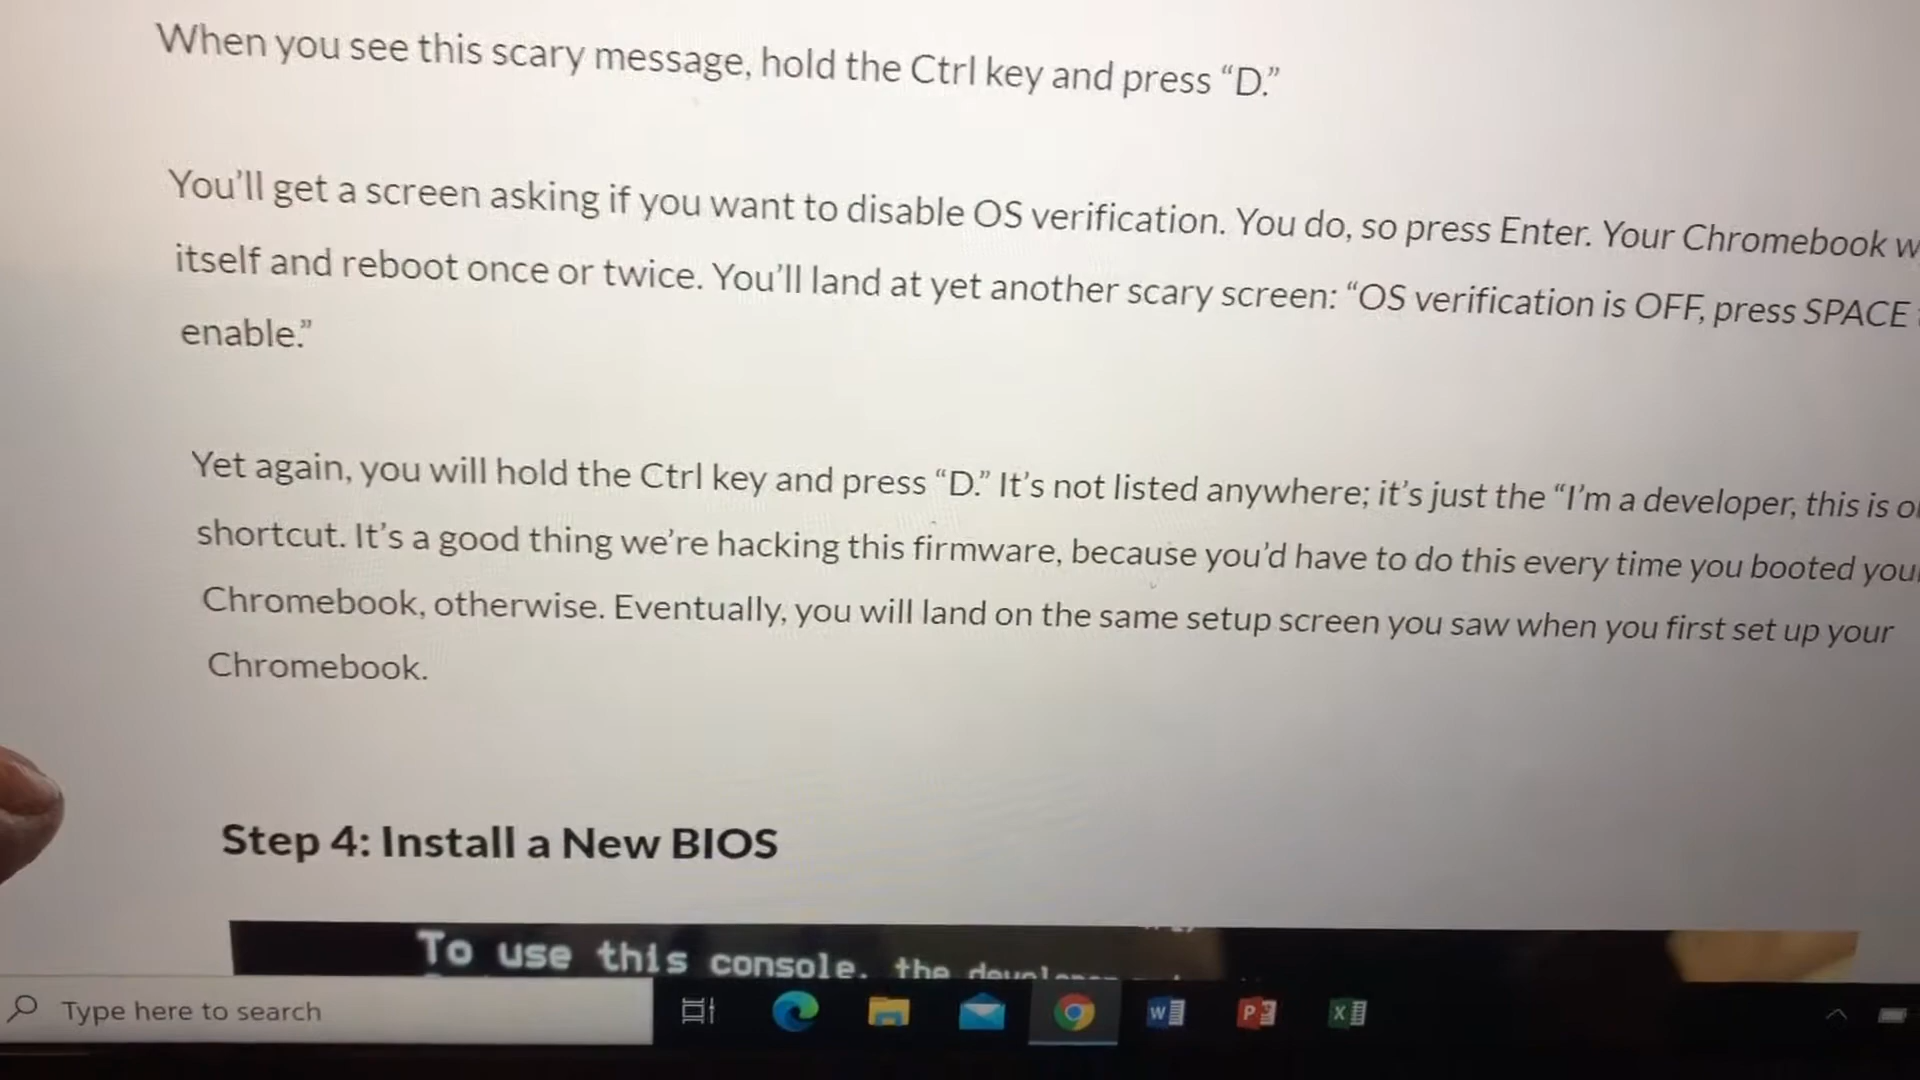 When you see this scary message, hold the Ctrl key and press “D.”
You’ll get a screen asking if you want to disable OS verification. You do, so press Enter. Your Chromebook
itself and reboot once or twice. You’ll land at yet another scary screen: “OS verification is OFF, press SPACE
enable.”
Yet again, you will hold the Ctrl key and press “D.” It’s not listed anywhere; it’s just the “I’m a developer, this is
shortcut. It’s a good thing we’re hacking this firmware, because you’d have to do this every time you booted
Chromebook, otherwise. Eventually, you will land on the same setup screen you saw when you first set up your
Chromebook.
Step 4: Install a New BIOS
To use this console, the
Type here to search